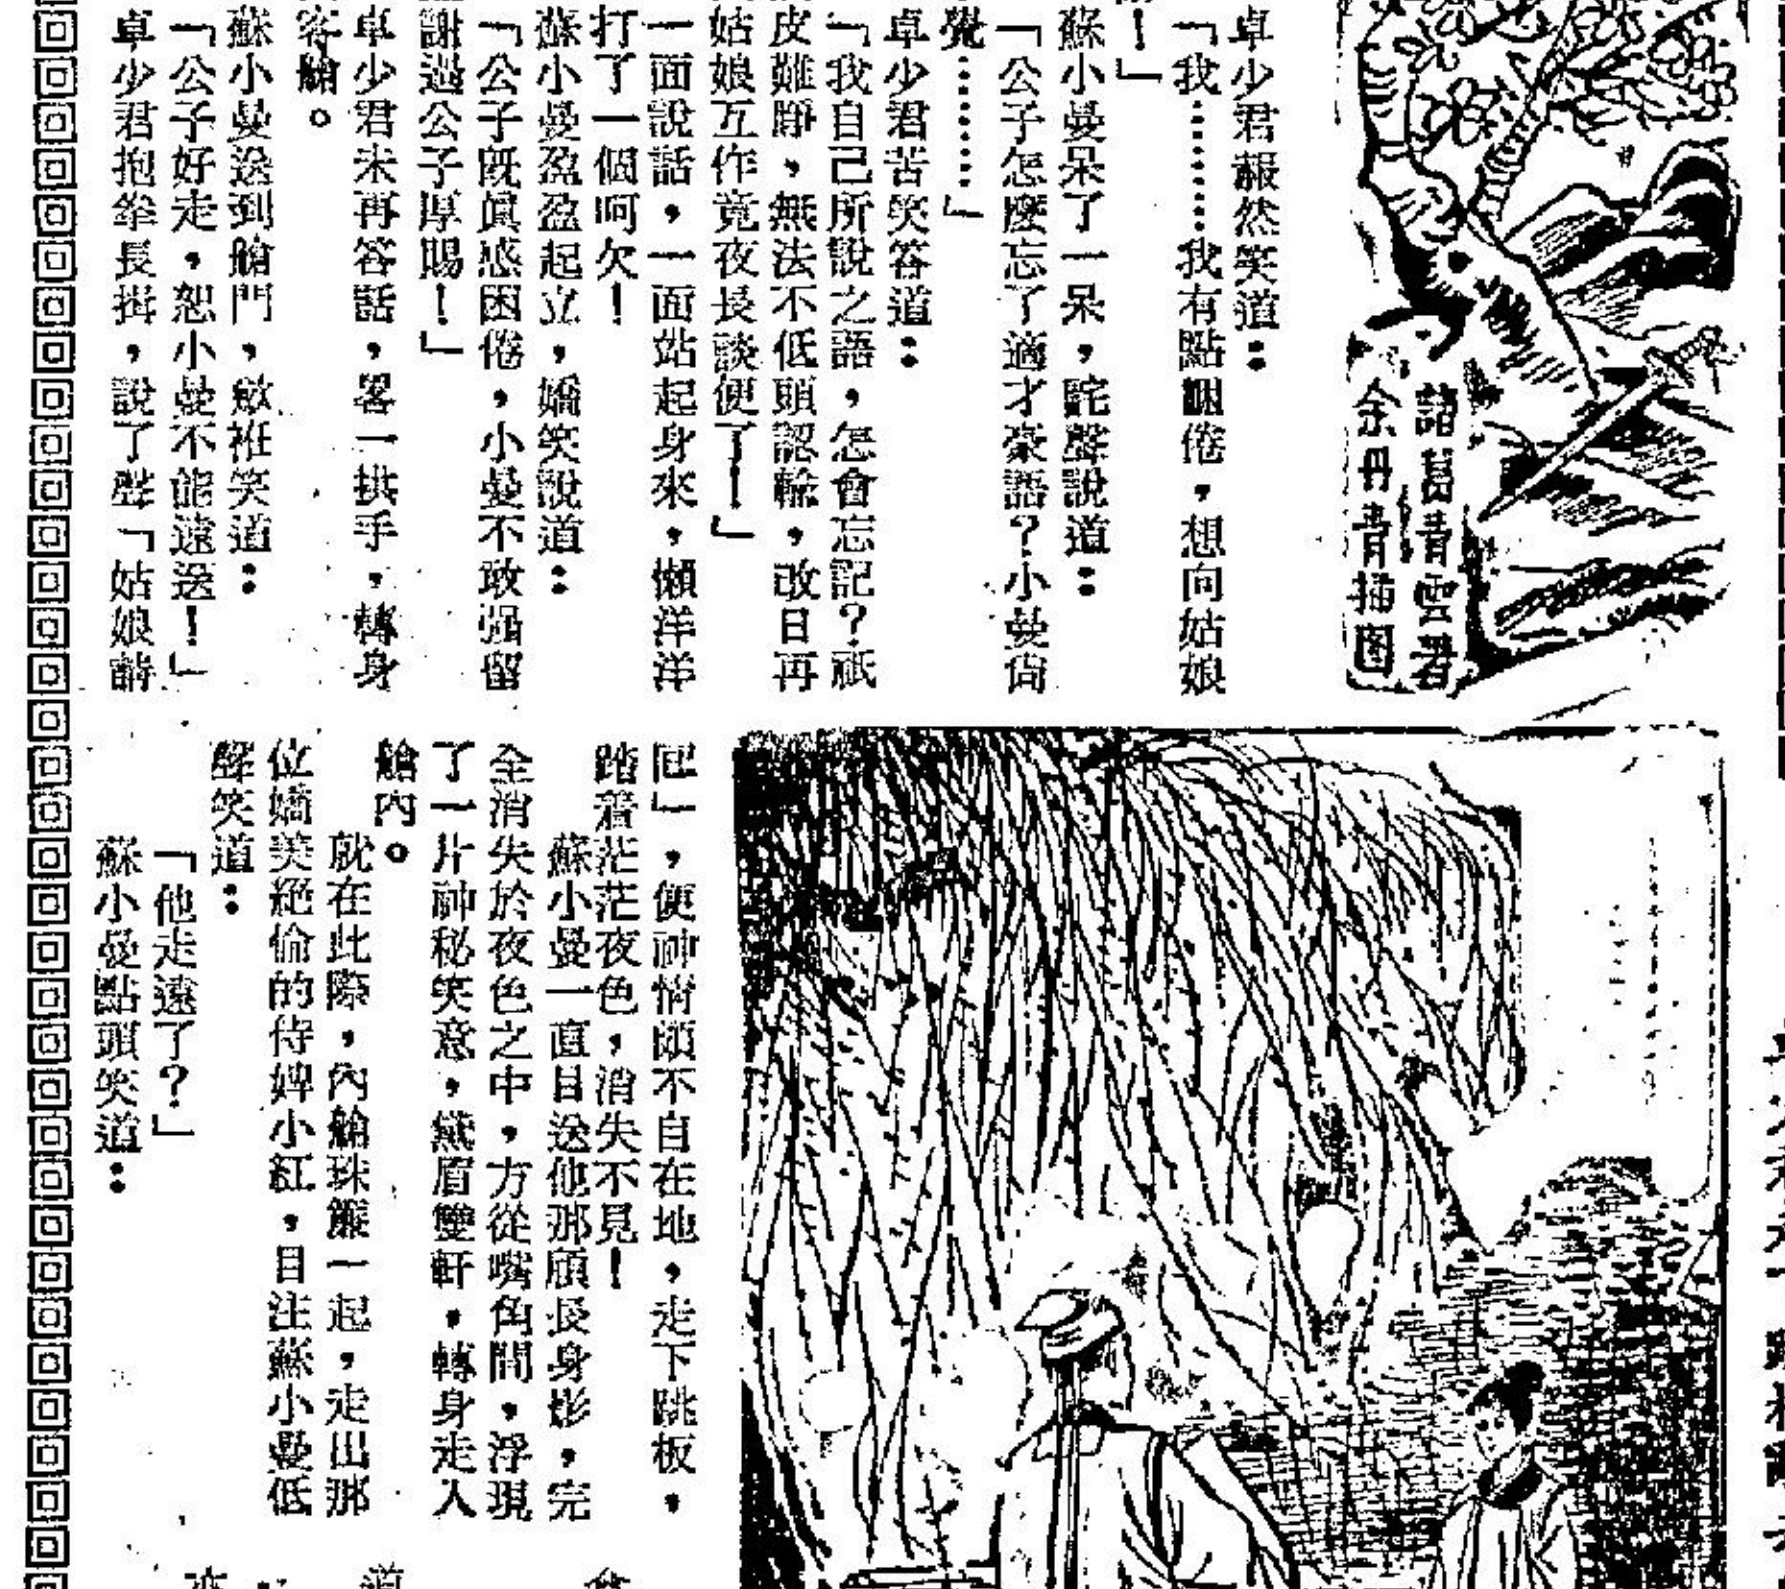 諸葛青雲著
余丹青插图
卓少君赧然笑道：
「我………我有點睏倦，想向姑娘
！」
蘇小曼呆了一呆，詫聲說道：
「公子怎麼忘了適才豪語？小曼尙
覺………」
卓少君苦笑答道：
「我自己所說之語，怎會忘記？祇
皮難睜，無法不低頭認輸，改日再
姑娘互作竟夜長談便了！」
一面說話，一面站起身來，懶洋洋
打了一個呵欠！
蘇小曼盈盈起立，嬌笑說道：
「公子旣眞惑困倦，小曼不敢強留
謝過公子厚賜！」
卓少君未再答話，畧一拱手，轉身
客艙。
蘇小曼送到艙門，歛袵笑道：
「公子好走，恕小曼不能遠送！」
卓少君抱拳長揖，說了聲「姑娘請
回」，便神情頗不自在地，走下跳板，
踏着茫茫夜色，消失不見！
蘇小曼一直目送他那頎長身影，完
全消失於夜色之中，方從嘴角間，浮現
了一片神秘笑意，黛眉雙軒，轉身走入
艙內。
就在此際，內艙珠簾一起，走出那
位嬌美絕倫的侍婢小紅，目注蘇小曼低
聲笑道：
「他走遠了？」
蘇小曼點頭笑道：